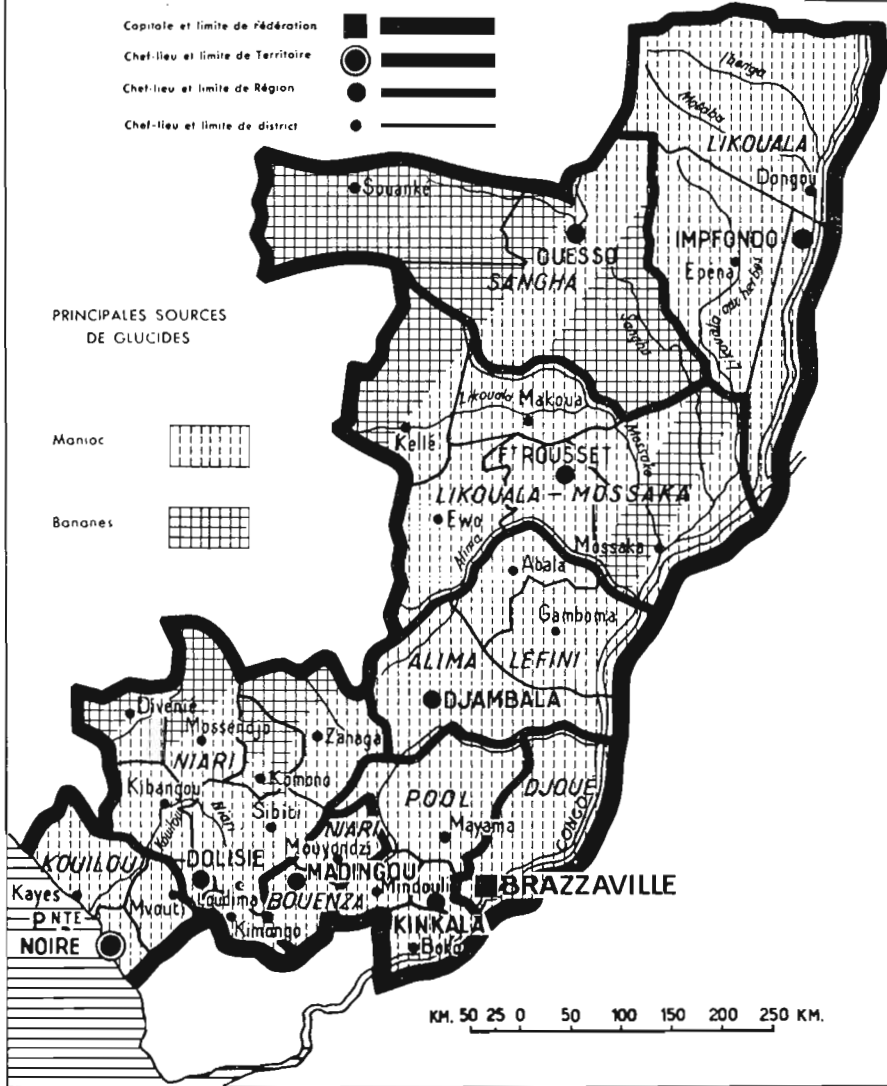 Capitale et limite de fédération
Chef-lieu et limite de Territoire
Chef-lieu et limite de Région
Chef-lieu et limite de district
PRINCIPALES SOURCES
DE GLUCIDES
Manioc
Bananes
Ibenga
Motaba
LIKOUALA
Dongou
Souanké
OUESSO
SANGHA
IMPFONDO
Epena
Likouala aux herbes
Sangha
Likouala
Makoua
Kellé
Ft ROUSSET
Mossaka
LIKOUALA - MOSSAKA
Ewo
Mossaka
Alima
Abala
Gamboma
ALIMA
LEFINI
DJAMBALA
Divenié
Mossendjo
Zanaga
NIARI
Komono
Kibangou
Kouilou
Niari
Sibiti
POOL
DJOUE
Mayama
CONGO
NIARI
Mouyondzi
KOUILOU
DOLISIE
MADINGOU
Mindouli
BRAZZAVILLE
Kayes
Mvouti
Loudima
BOUENZA
KINKALA
PNTE
NOIRE
Kimongo
Boko
KM. 50 25 0 50 100 150 200 250 KM.